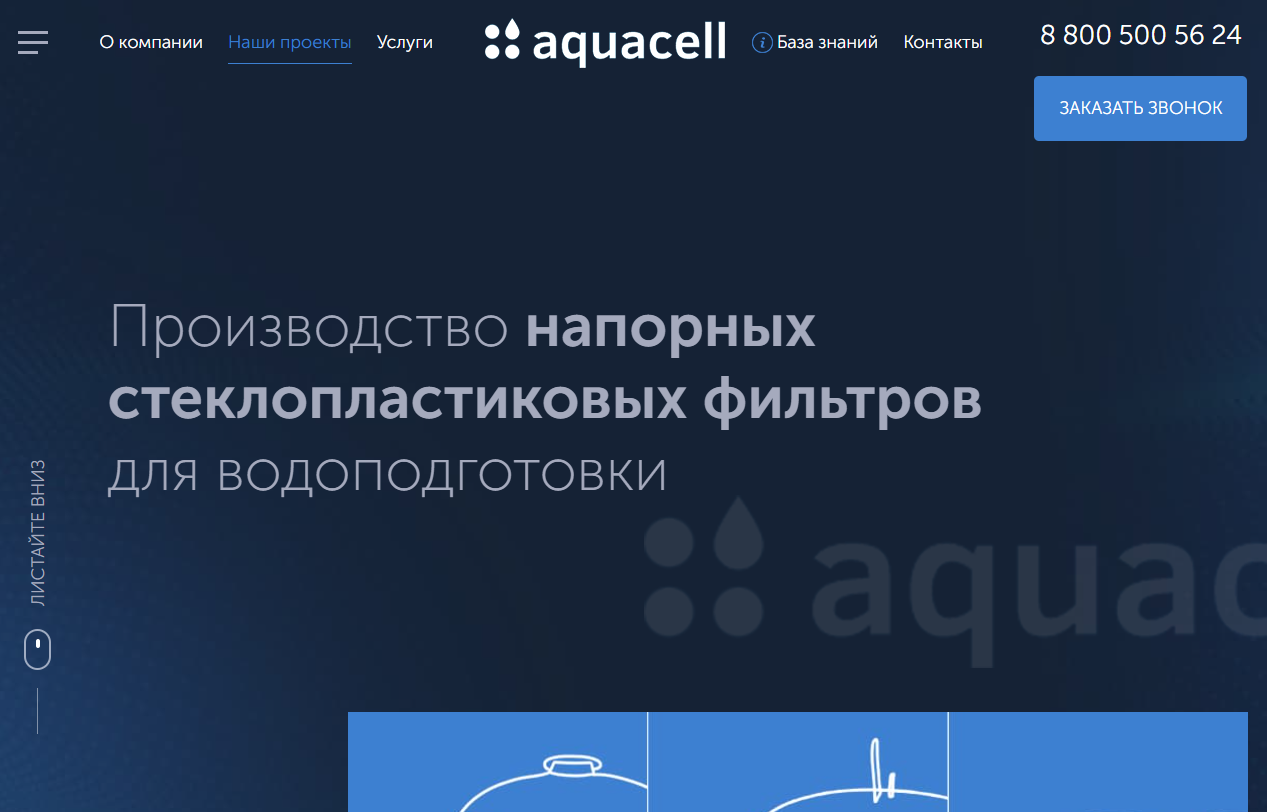 О компании
Наши проекты
Услуги
aquacell
База знаний
Контакты
8 800 500 56 24
ЗАКАЗАТЬ ЗВОНОК
Производство напорных
стеклопластиковых фильтров
для водоподготовки
ЛИСТАЙТЕ ВНИЗ
aquac